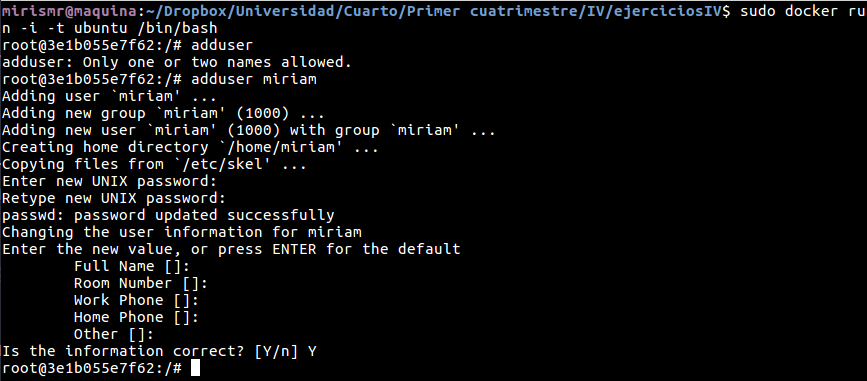 mirismr@maquina:~/Dropbox/Universidad/Cuarto/Primer cuatrimestre/IV/ejerciciosIV$ sudo docker ru
n -i -t ubuntu /bin/bash
root@3e1b055e7f62:/# adduser
adduser: Only one or two names allowed.
root@3e1b055e7f62:/# adduser miriam
Adding user `miriam' ...
Adding new group `miriam' (1000) ...
Adding new user `miriam' (1000) with group `miriam' ...
Creating home directory `/home/miriam' ...
Copying files from `/etc/skel' ...
Enter new UNIX password:
Retype new UNIX password:
passwd: password updated successfully
Changing the user information for miriam
Enter the new value, or press ENTER for the default
        Full Name []:
        Room Number []:
        Work Phone []:
        Home Phone []:
        Other []:
Is the information correct? [Y/n] Y
root@3e1b055e7f62:/#